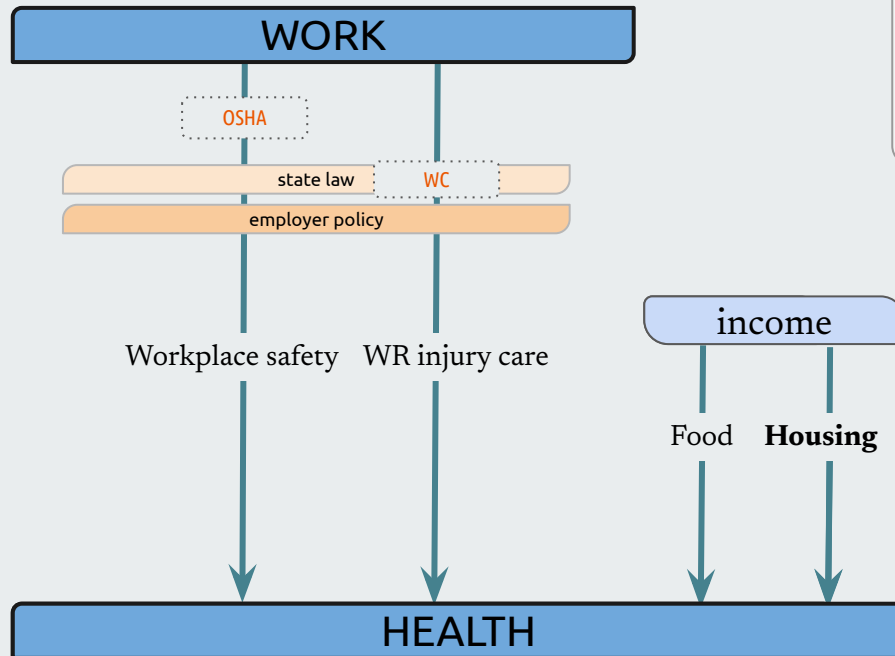 WORK
OSHA
state law
WC
employer policy
income
Workplace safety
WR injury care
Food
Housing
HEALTH